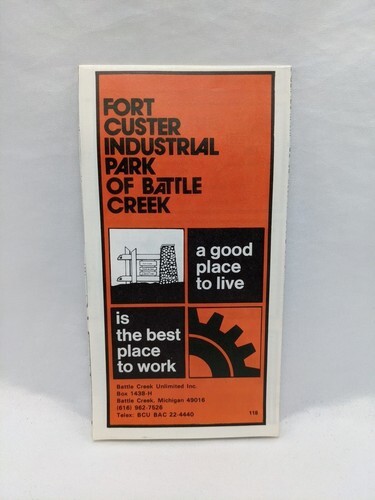 FORT
CUSTER
INDUSTRIAL
PARK
OF BATTLE
CREEK
a good
place
to live
is
the best
place
to work
Battle Creek Unlimited Inc.
Box 1438-H
Battle Creek, Michigan 49016
(616) 962-7526
Telex: BCU BAC 22-4440
116